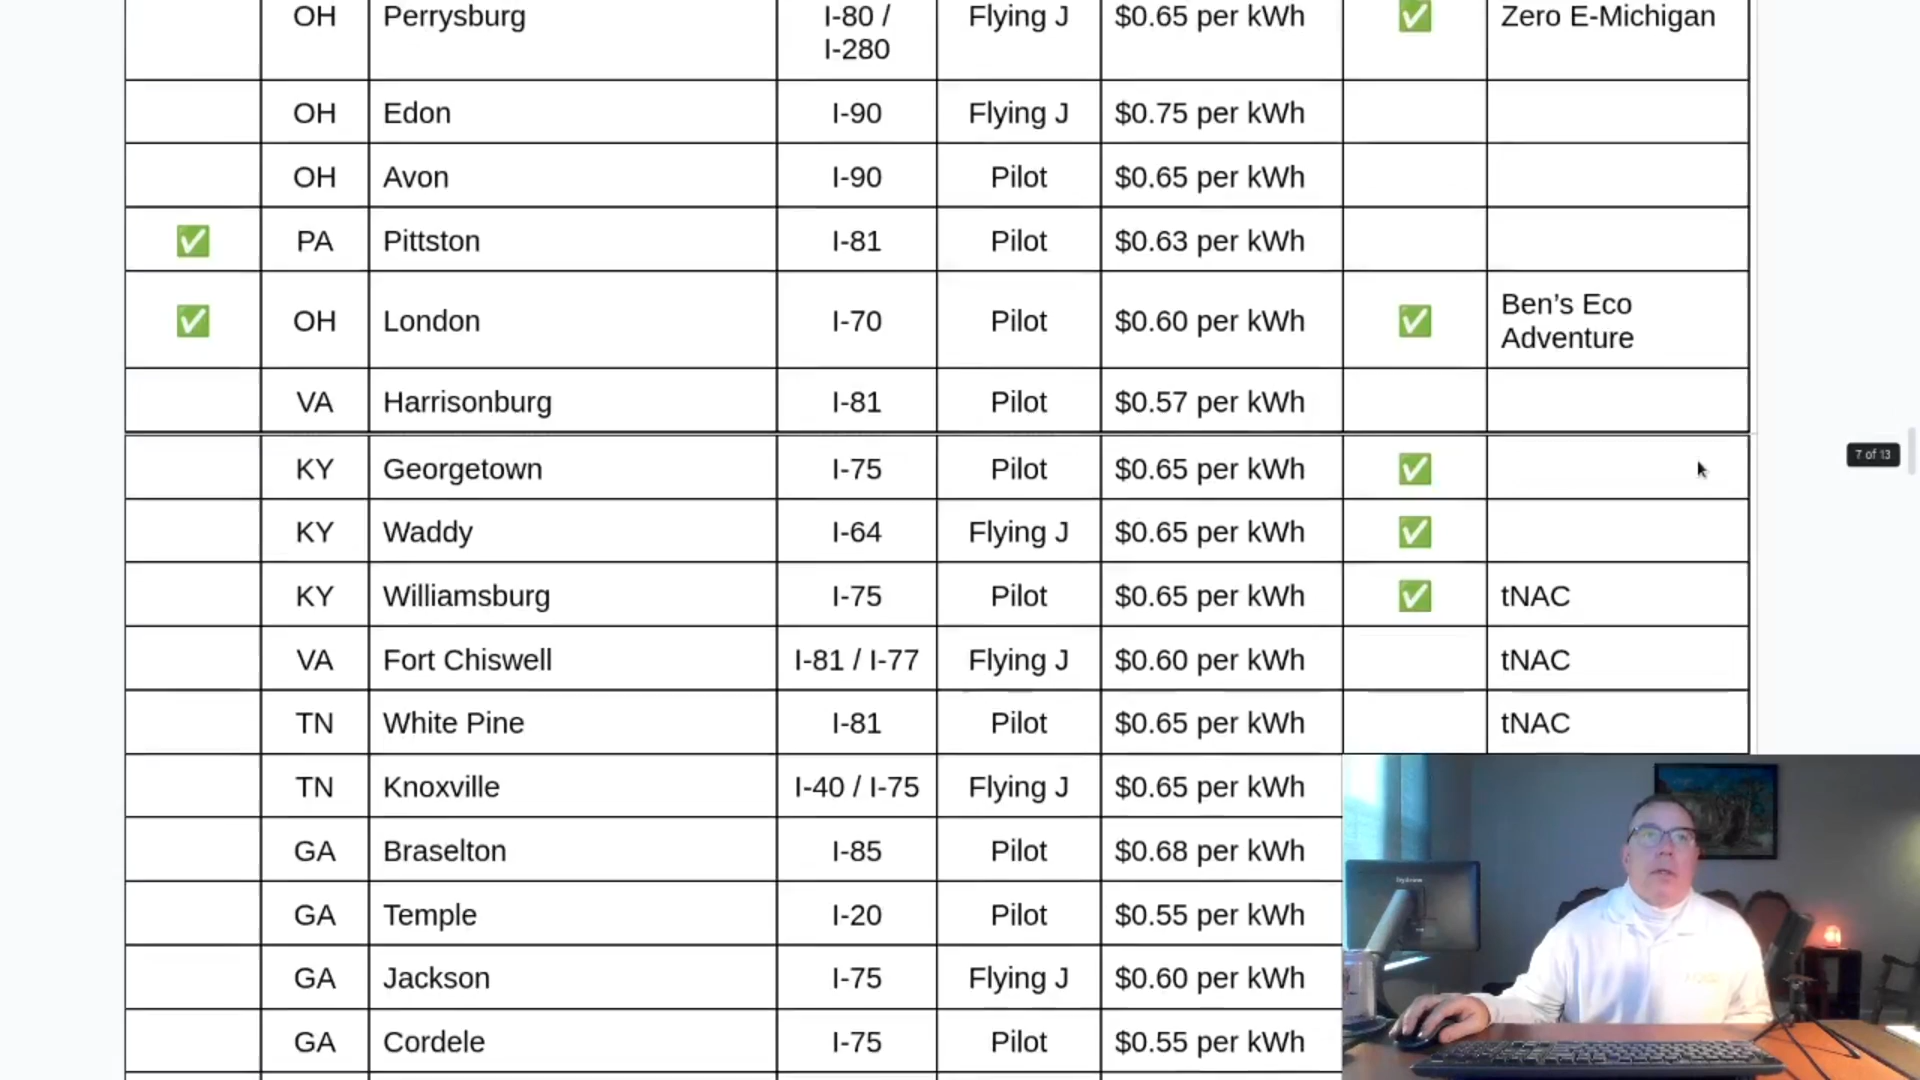 OH Perrysburg I-80 / I-280 Flying J $0.65 per kWh ✅ Zero E-Michigan
OH Edon I-90 Flying J $0.75 per kWh
OH Avon I-90 Pilot $0.65 per kWh
✅ PA Pittston I-81 Pilot $0.63 per kWh
✅ OH London I-70 Pilot $0.60 per kWh ✅ Ben’s Eco Adventure
VA Harrisonburg I-81 Pilot $0.57 per kWh
KY Georgetown I-75 Pilot $0.65 per kWh ✅
7 of 13
KY Waddy I-64 Flying J $0.65 per kWh ✅
KY Williamsburg I-75 Pilot $0.65 per kWh ✅ tNAC
VA Fort Chiswell I-81 / I-77 Flying J $0.60 per kWh tNAC
TN White Pine I-81 Pilot $0.65 per kWh tNAC
TN Knoxville I-40 / I-75 Flying J $0.65 per kWh
GA Braselton I-85 Pilot $0.68 per kWh
GA Temple I-20 Pilot $0.55 per kWh
GA Jackson I-75 Flying J $0.60 per kWh
GA Cordele I-75 Pilot $0.55 per kWh